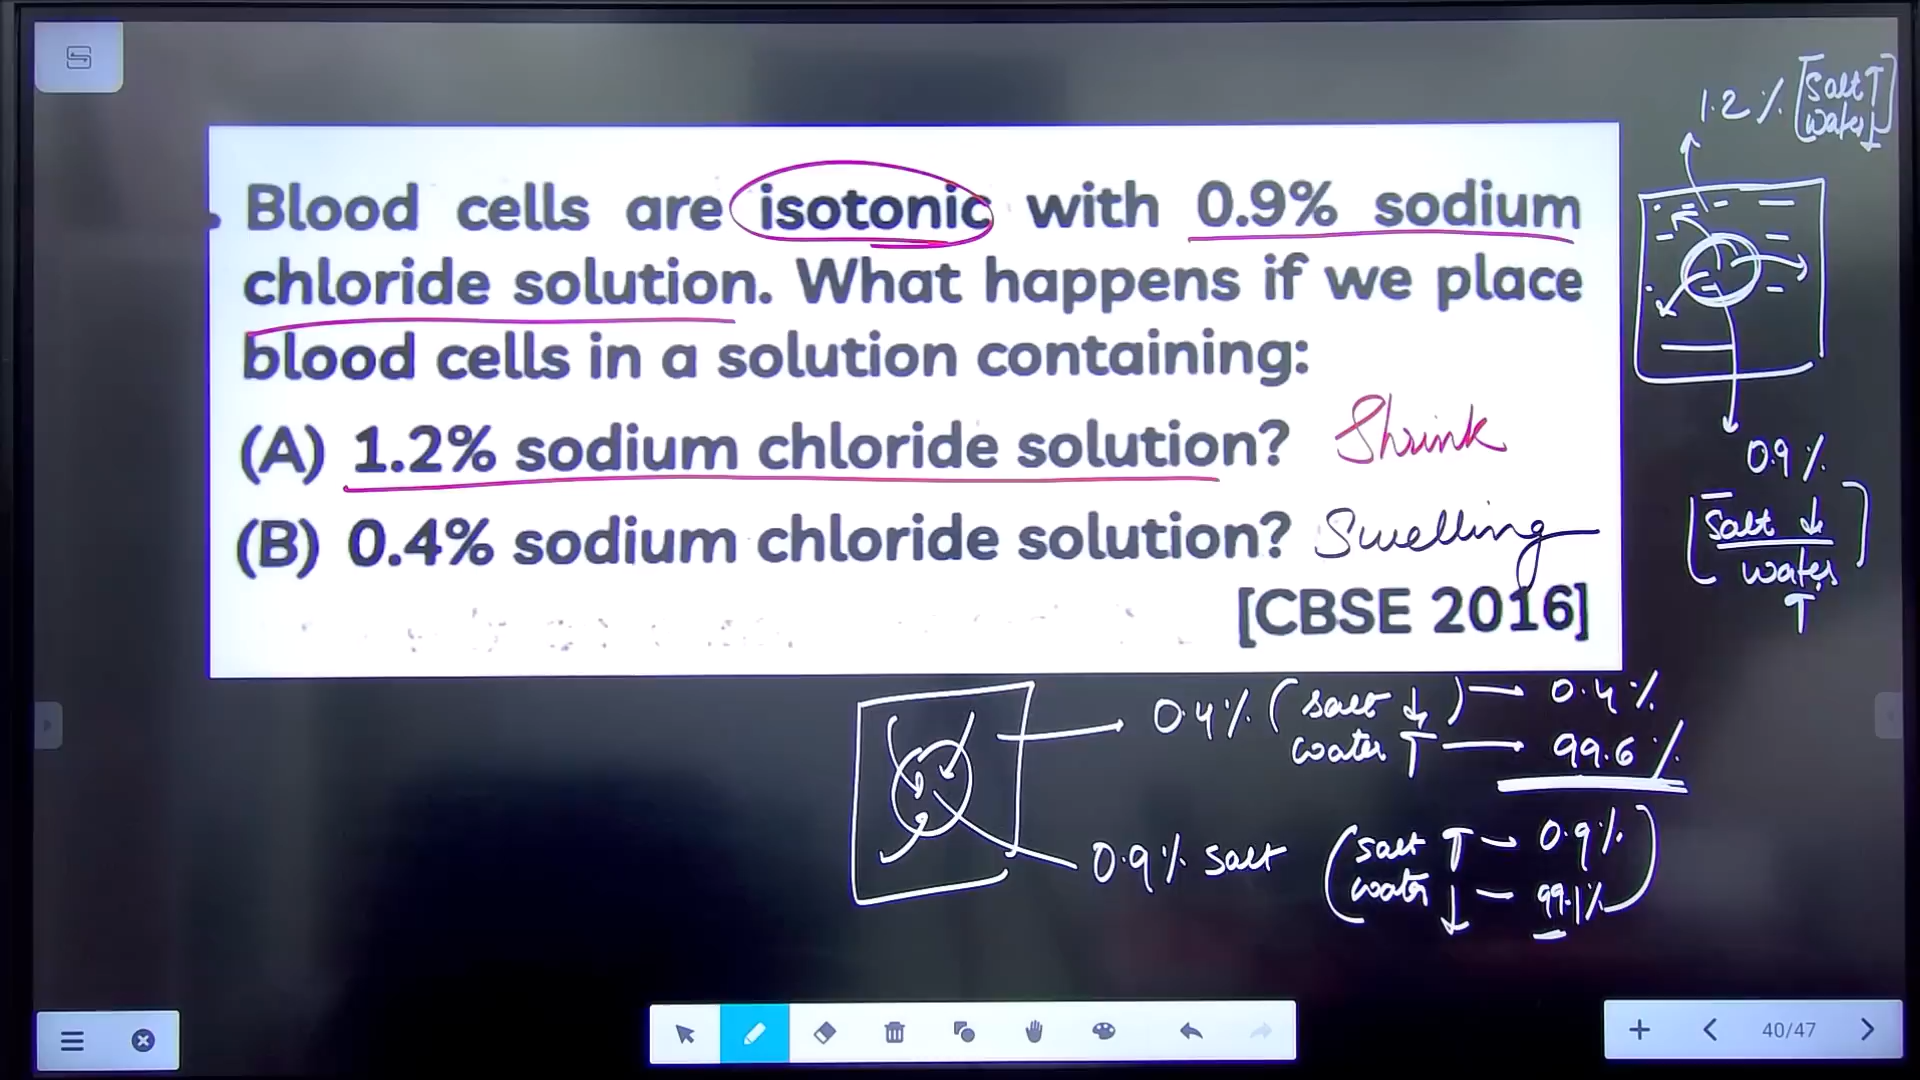 Blood cells are isotonic with 0.9% sodium
chloride solution. What happens if we place
blood cells in a solution containing:
(A) 1.2% sodium chloride solution? Shrink
(B) 0.4% sodium chloride solution? Swelling
[CBSE 2016]
1.2 % [Salt ↑
water ↓]
0.9 %
[Salt ↓
water ↑]
0.4 % (salt ↓) → 0.4 %
water ↑ → 99.6 %
0.9 % salt (salt ↑ - 0.9 %
water ↓ - 99.1 %)
40/47